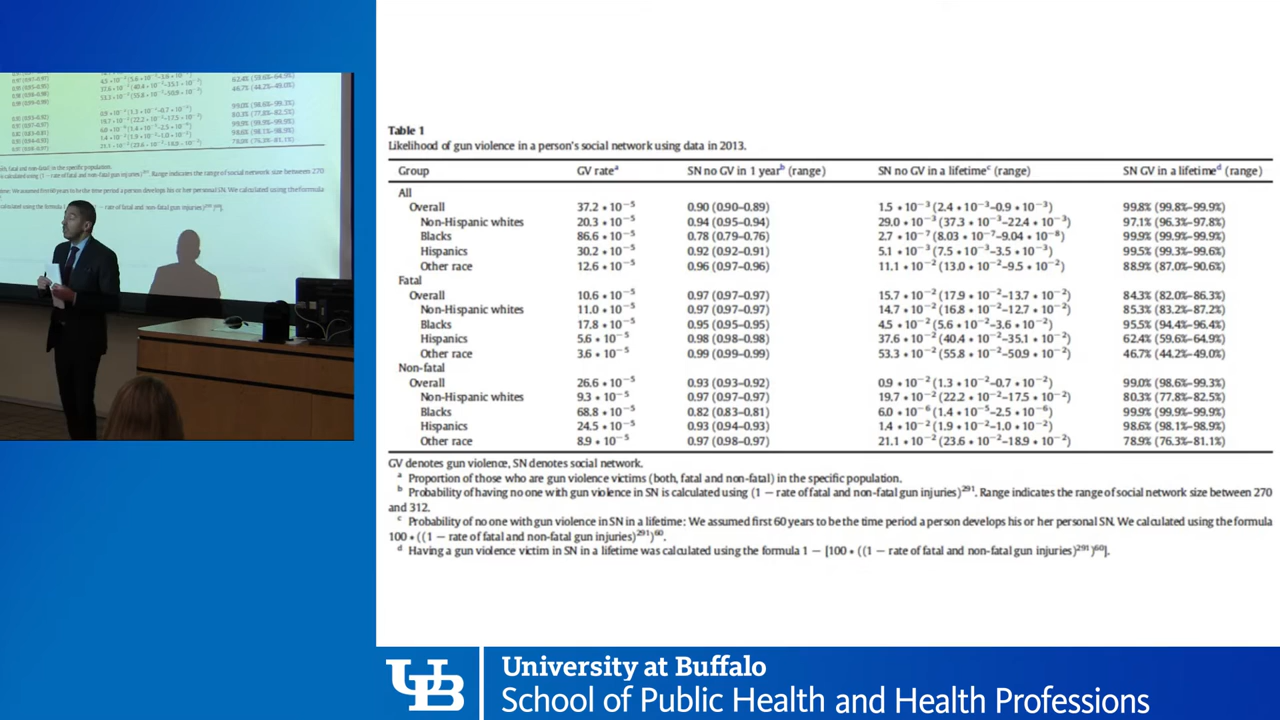 Table 1
Likelihood of gun violence in a person's social network using data in 2013.
Group GV rateᵃ SN no GV in 1 yearᵇ (range) SN no GV in a lifetimeᶜ (range) SN GV in a lifetimeᵈ (range)
All
Overall 37.2 * 10⁻⁵ 0.90 (0.90–0.89) 1.5 * 10⁻³ (2.4 * 10⁻³–0.9 * 10⁻³) 99.8% (99.8%–99.9%)
Non-Hispanic whites 20.3 * 10⁻⁵ 0.94 (0.95–0.94) 29.0 * 10⁻³ (37.3 * 10⁻³–22.4 * 10⁻³) 97.1% (96.3%–97.8%)
Blacks 86.6 * 10⁻⁵ 0.78 (0.79–0.76) 2.7 * 10⁻⁷ (8.03 * 10⁻⁷–9.04 * 10⁻⁸) 99.9% (99.9%–99.9%)
Hispanics 30.2 * 10⁻⁵ 0.92 (0.92–0.91) 5.1 * 10⁻³ (7.5 * 10⁻³–3.5 * 10⁻³) 99.5% (99.3%–99.6%)
Other race 12.6 * 10⁻⁵ 0.96 (0.97–0.96) 11.1 * 10⁻² (13.0 * 10⁻²–9.5 * 10⁻²) 88.9% (87.0%–90.6%)
Fatal
Overall 10.6 * 10⁻⁵ 0.97 (0.97–0.97) 15.7 * 10⁻² (17.9 * 10⁻²–13.7 * 10⁻²) 84.3% (82.0%–86.3%)
Non-Hispanic whites 11.0 * 10⁻⁵ 0.97 (0.97–0.97) 14.7 * 10⁻² (16.8 * 10⁻²–12.7 * 10⁻²) 85.3% (83.2%–87.2%)
Blacks 17.8 * 10⁻⁵ 0.95 (0.95–0.95) 4.5 * 10⁻² (5.6 * 10⁻²–3.6 * 10⁻²) 95.5% (94.4%–96.4%)
Hispanics 5.6 * 10⁻⁵ 0.98 (0.98–0.98) 37.6 * 10⁻² (40.4 * 10⁻²–35.1 * 10⁻²) 62.4% (59.6%–64.9%)
Other race 3.6 * 10⁻⁵ 0.99 (0.99–0.99) 53.3 * 10⁻² (55.8 * 10⁻²–50.9 * 10⁻²) 46.7% (44.2%–49.0%)
Non-fatal
Overall 26.6 * 10⁻⁵ 0.93 (0.93–0.92) 0.9 * 10⁻² (1.3 * 10⁻²–0.7 * 10⁻²) 99.0% (98.6%–99.3%)
Non-Hispanic whites 9.3 * 10⁻⁵ 0.97 (0.97–0.97) 19.7 * 10⁻² (22.2 * 10⁻²–17.5 * 10⁻²) 80.3% (77.8%–82.5%)
Blacks 68.8 * 10⁻⁵ 0.82 (0.83–0.81) 6.0 * 10⁻⁶ (1.4 * 10⁻⁵–2.5 * 10⁻⁶) 99.9% (99.9%–99.9%)
Hispanics 24.5 * 10⁻⁵ 0.93 (0.94–0.93) 1.4 * 10⁻² (1.9 * 10⁻²–1.0 * 10⁻²) 98.6% (98.1%–98.9%)
Other race 8.9 * 10⁻⁵ 0.97 (0.98–0.97) 21.1 * 10⁻² (23.6 * 10⁻²–18.9 * 10⁻²) 78.9% (76.3%–81.1%)
GV denotes gun violence, SN denotes social network.
ᵃ Proportion of those who are gun violence victims (both, fatal and non-fatal) in the specific population.
ᵇ Probability of having no one with gun violence in SN is calculated using (1 − rate of fatal and non-fatal gun injuries)²⁹¹. Range indicates the range of social network size between 270
and 312.
ᶜ Probability of no one with gun violence in SN in a lifetime: We assumed first 60 years to be the time period a person develops his or her personal SN. We calculated using the formula
100 * ((1 − rate of fatal and non-fatal gun injuries)²⁹¹)⁶⁰.
ᵈ Having a gun violence victim in SN in a lifetime was calculated using the formula 1 − [100 * ((1 − rate of fatal and non-fatal gun injuries)²⁹¹)⁶⁰].
UB
University at Buffalo
School of Public Health and Health Professions